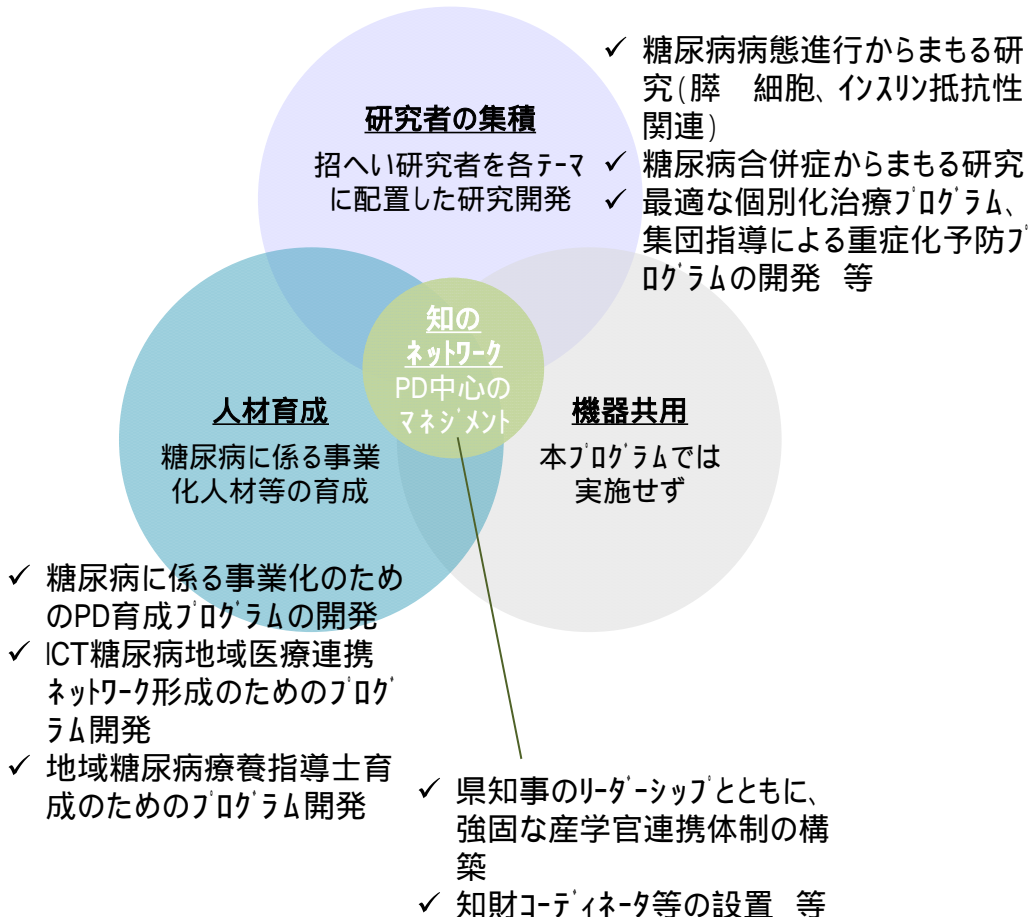 研究者の集積
招へい研究者を各ﾃｰﾏ
に配置した研究開発
✓ 糖尿病病態進行からまもる研
究(膵　細胞、ｲﾝｽﾘﾝ抵抗性
関連)
✓ 糖尿病合併症からまもる研究
✓ 最適な個別化治療ﾌﾟﾛｸﾞﾗﾑ、
集団指導による重症化予防ﾌﾟ
ﾛｸﾞﾗﾑの開発　等
知の
ﾈｯﾄﾜｰｸ
PD中心の
ﾏﾈｼﾞﾒﾝﾄ
人材育成
糖尿病に係る事業
化人材等の育成
機器共用
本ﾌﾟﾛｸﾞﾗﾑでは
実施せず
✓ 糖尿病に係る事業化のため
のPD育成ﾌﾟﾛｸﾞﾗﾑの開発
✓ ICT糖尿病地域医療連携
ﾈｯﾄﾜｰｸ形成のためのﾌﾟﾛｸﾞ
ﾗﾑ開発
✓ 地域糖尿病療養指導士育
成のためのﾌﾟﾛｸﾞﾗﾑ開発
✓ 県知事のﾘｰﾀﾞｰｼｯﾌﾟとともに、
強固な産学官連携体制の構
築
✓ 知財ｺｰﾃﾞｨﾈｰﾀ等の設置　等